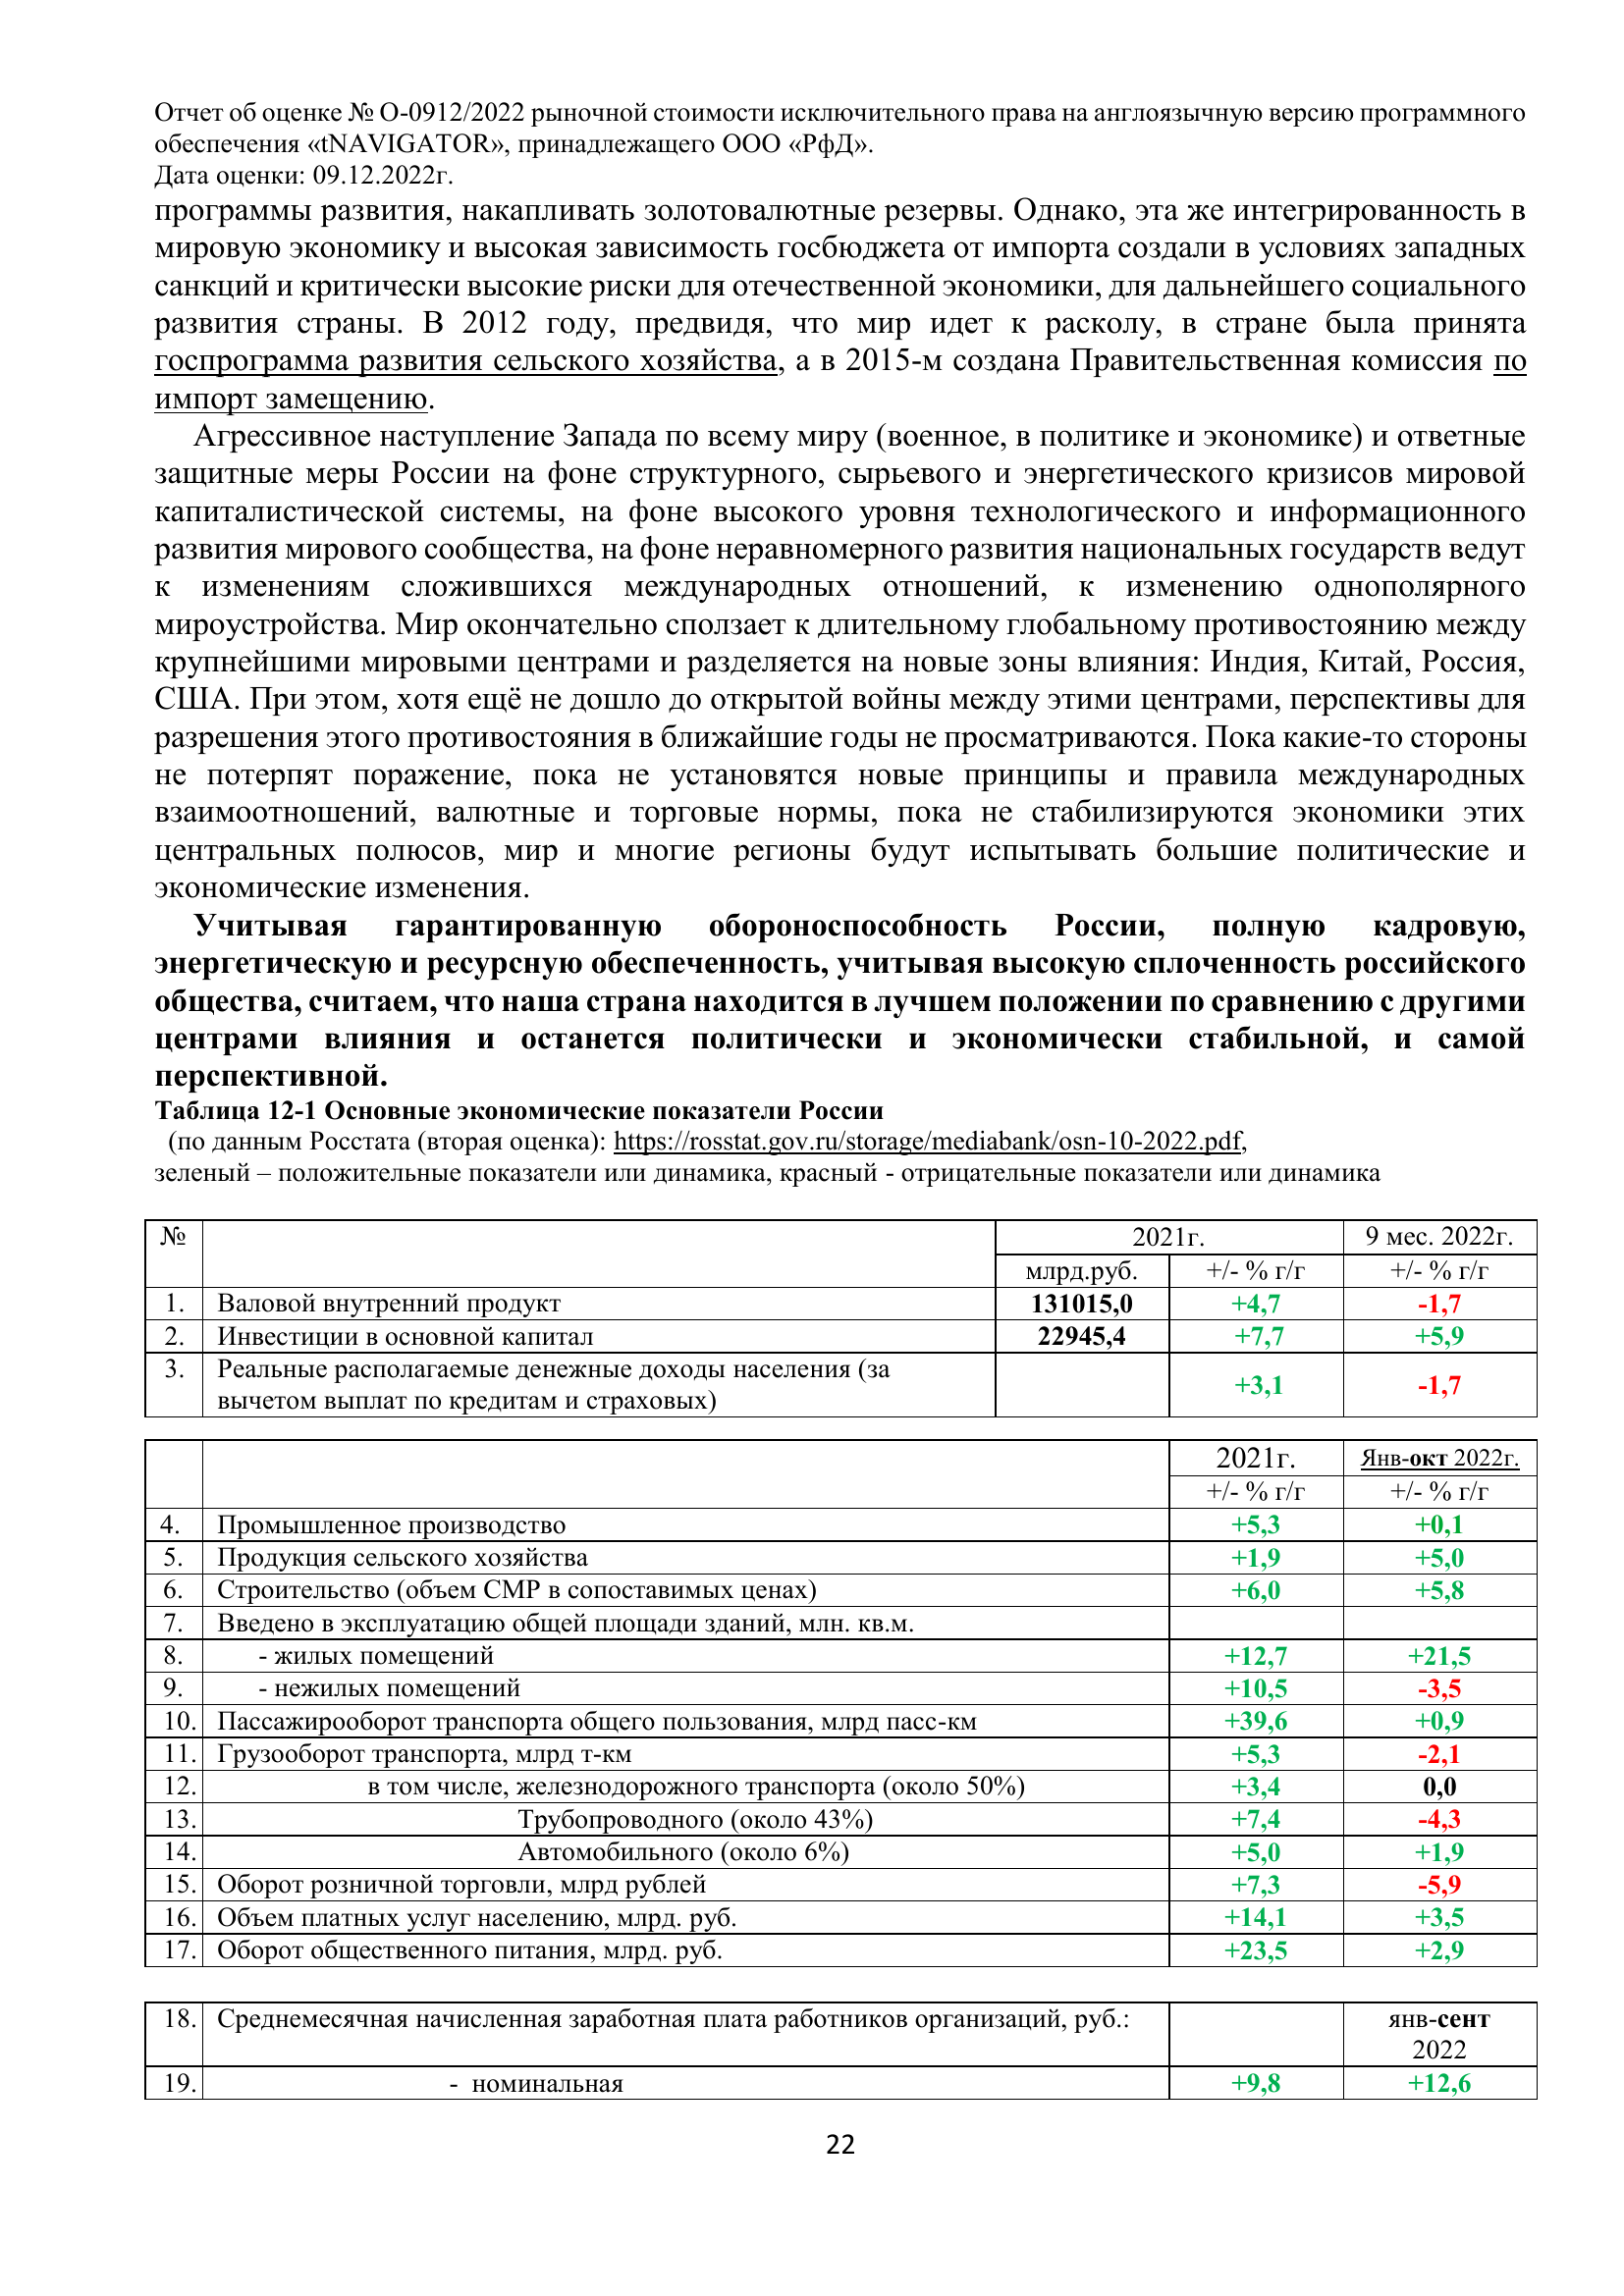 Отчет об оценке № О-0912/2022 рыночной стоимости исключительного права на англоязычную версию программного
обеспечения «tNAVIGATOR», принадлежащего ООО «РфД».
Дата оценки: 09.12.2022г.
программы развития, накапливать золотовалютные резервы. Однако, эта же интегрированность в
мировую экономику и высокая зависимость госбюджета от импорта создали в условиях западных
санкций и критически высокие риски для отечественной экономики, для дальнейшего социального
развития страны. В 2012 году, предвидя, что мир идет к расколу, в стране была принята
госпрограмма развития сельского хозяйства, а в 2015-м создана Правительственная комиссия по
импорт замещению.
Агрессивное наступление Запада по всему миру (военное, в политике и экономике) и ответные
защитные меры России на фоне структурного, сырьевого и энергетического кризисов мировой
капиталистической системы, на фоне высокого уровня технологического и информационного
развития мирового сообщества, на фоне неравномерного развития национальных государств ведут
к изменениям сложившихся международных отношений, к изменению однополярного
мироустройства. Мир окончательно сползает к длительному глобальному противостоянию между
крупнейшими мировыми центрами и разделяется на новые зоны влияния: Индия, Китай, Россия,
США. При этом, хотя ещё не дошло до открытой войны между этими центрами, перспективы для
разрешения этого противостояния в ближайшие годы не просматриваются. Пока какие-то стороны
не потерпят поражение, пока не установятся новые принципы и правила международных
взаимоотношений, валютные и торговые нормы, пока не стабилизируются экономики этих
центральных полюсов, мир и многие регионы будут испытывать большие политические и
экономические изменения.
Учитывая гарантированную обороноспособность России, полную кадровую,
энергетическую и ресурсную обеспеченность, учитывая высокую сплоченность российского
общества, считаем, что наша страна находится в лучшем положении по сравнению с другими
центрами влияния и останется политически и экономически стабильной, и самой
перспективной.
Таблица 12-1 Основные экономические показатели России
(по данным Росстата (вторая оценка): https://rosstat.gov.ru/storage/mediabank/osn-10-2022.pdf,
зеленый – положительные показатели или динамика, красный - отрицательные показатели или динамика
№ 2021г. 9 мес. 2022г.
млрд.руб. +/- % г/г +/- % г/г
1. Валовой внутренний продукт 131015,0 +4,7 -1,7
2. Инвестиции в основной капитал 22945,4 +7,7 +5,9
3. Реальные располагаемые денежные доходы населения (за
вычетом выплат по кредитам и страховых) +3,1 -1,7
2021г. Янв-окт 2022г.
+/- % г/г +/- % г/г
4. Промышленное производство +5,3 +0,1
5. Продукция сельского хозяйства +1,9 +5,0
6. Строительство (объем СМР в сопоставимых ценах) +6,0 +5,8
7. Введено в эксплуатацию общей площади зданий, млн. кв.м.
8. - жилых помещений +12,7 +21,5
9. - нежилых помещений +10,5 -3,5
10. Пассажирооборот транспорта общего пользования, млрд пасс-км +39,6 +0,9
11. Грузооборот транспорта, млрд т-км +5,3 -2,1
12. в том числе, железнодорожного транспорта (около 50%) +3,4 0,0
13. Трубопроводного (около 43%) +7,4 -4,3
14. Автомобильного (около 6%) +5,0 +1,9
15. Оборот розничной торговли, млрд рублей +7,3 -5,9
16. Объем платных услуг населению, млрд. руб. +14,1 +3,5
17. Оборот общественного питания, млрд. руб. +23,5 +2,9
18. Среднемесячная начисленная заработная плата работников организаций, руб.: янв-сент
2022
19. - номинальная +9,8 +12,6
22